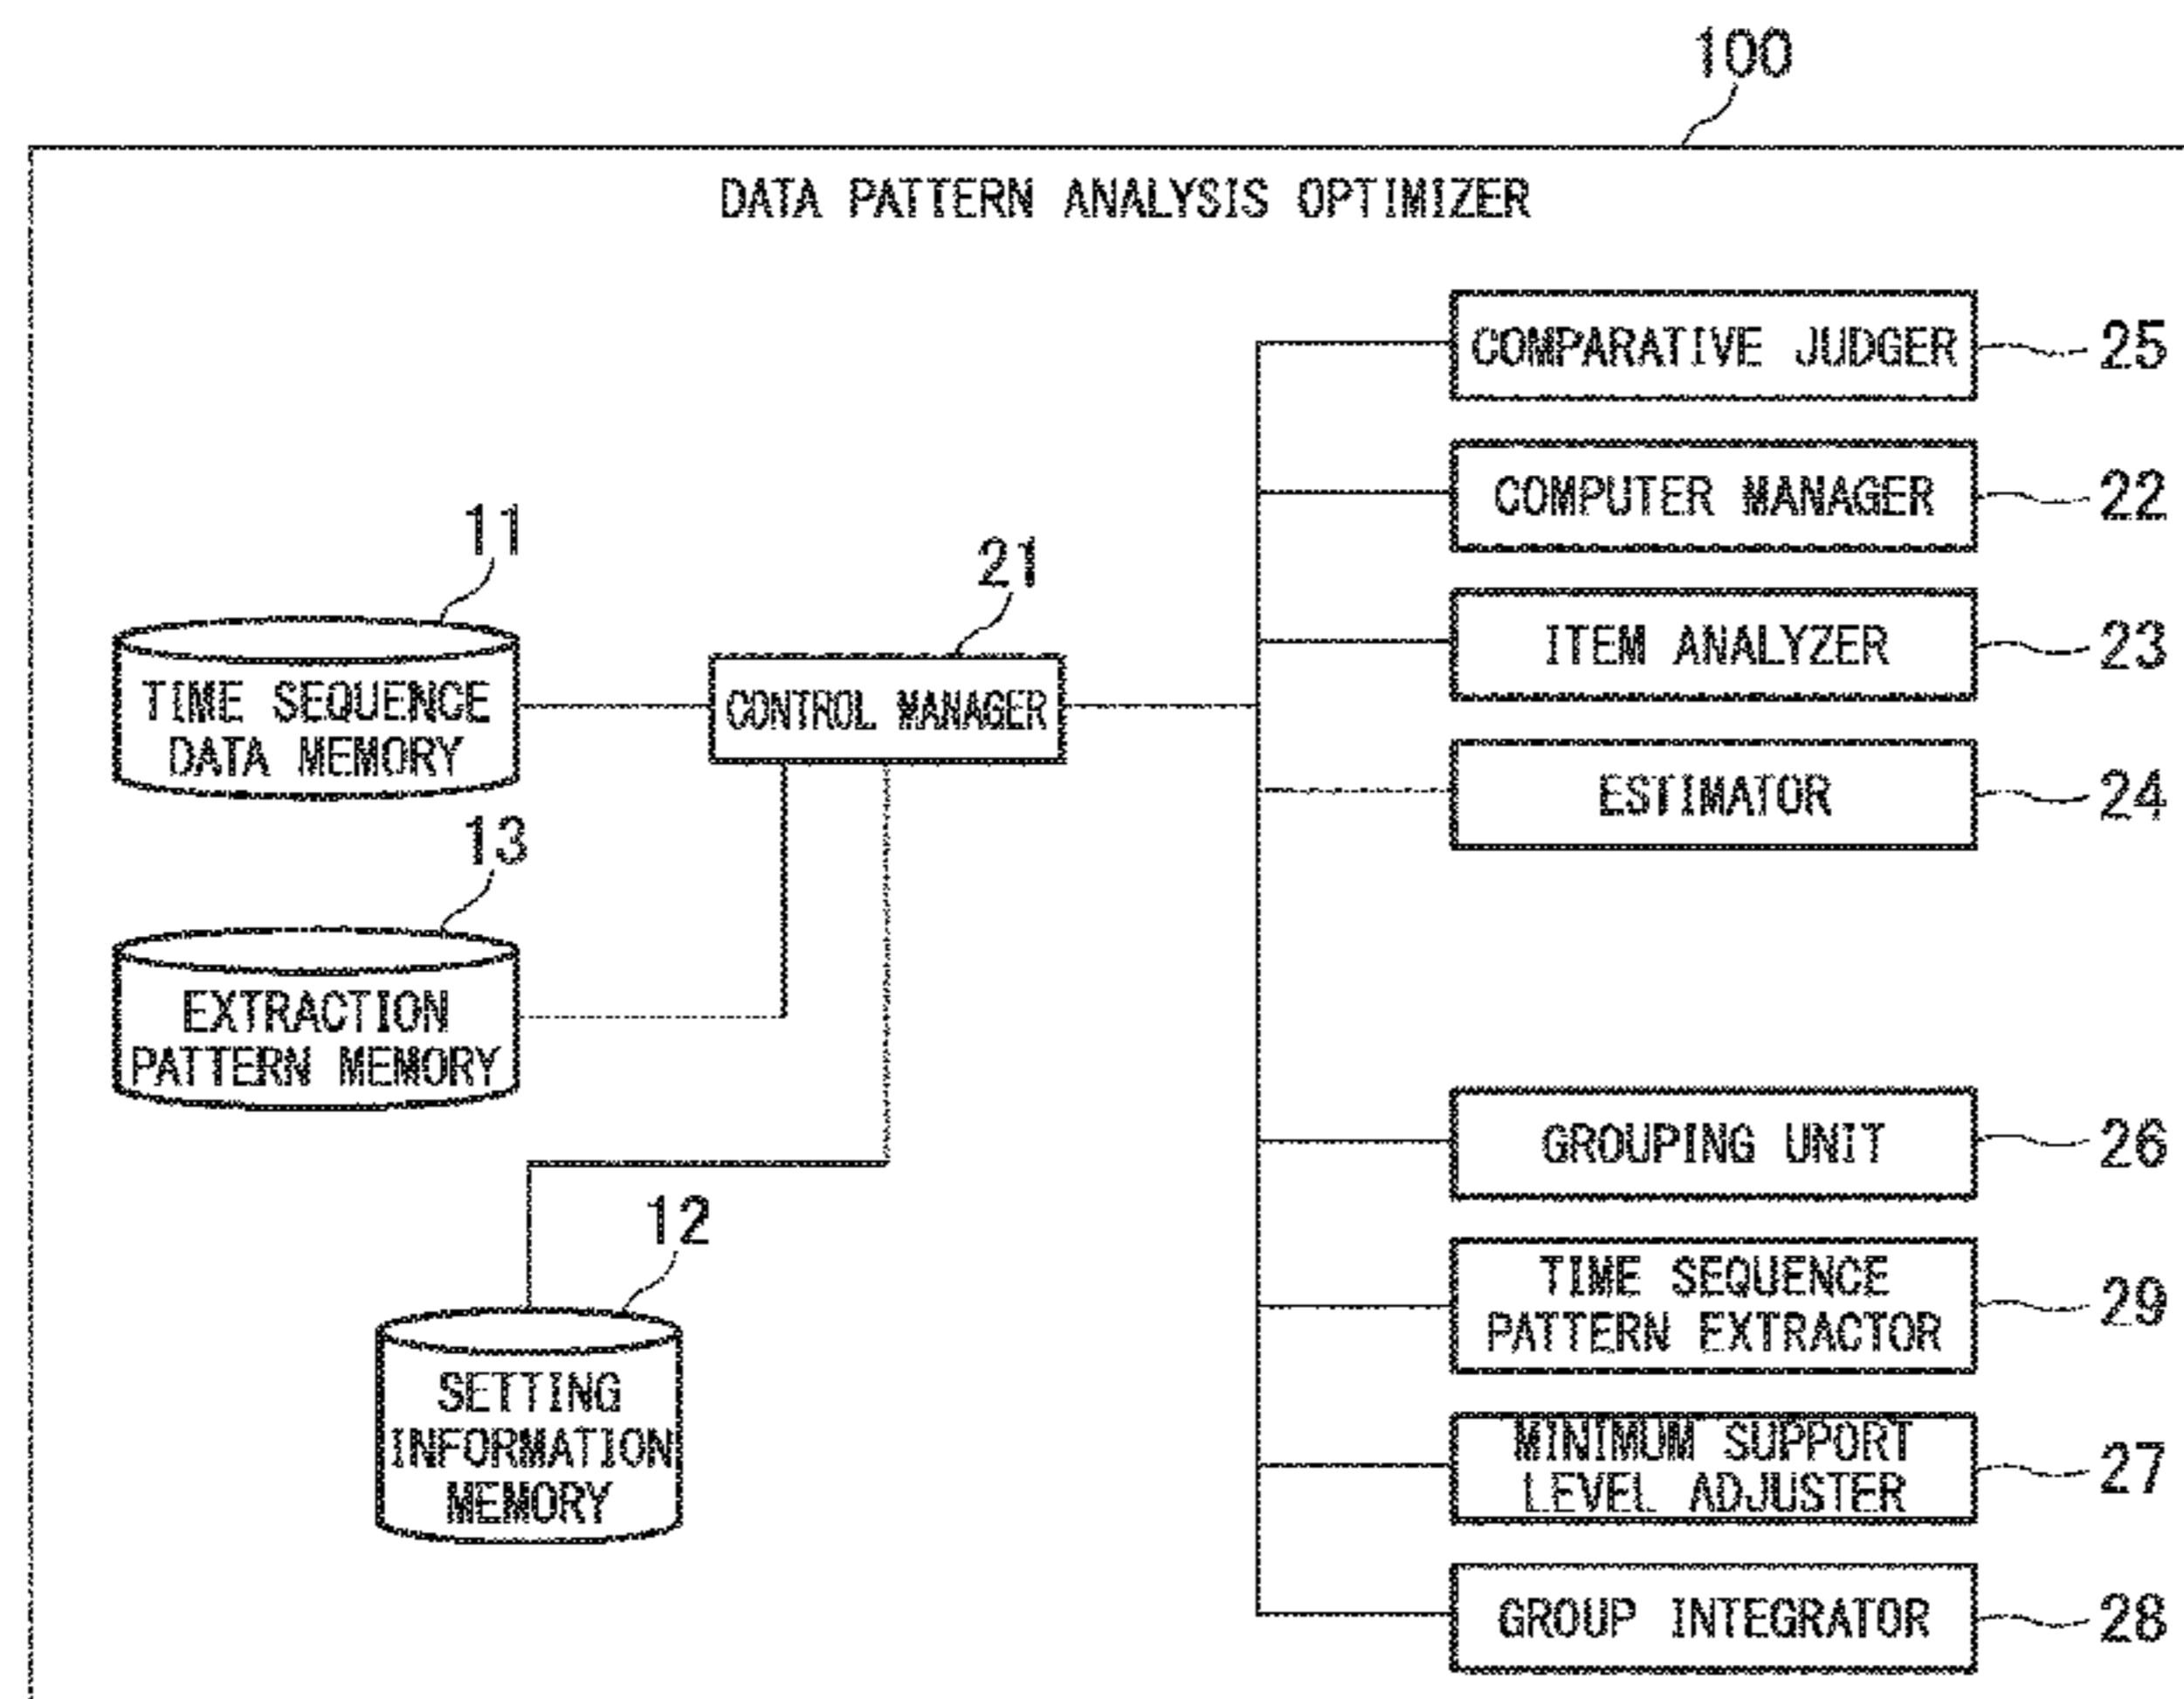 100
DATA PATTERN ANALYSIS OPTIMIZER
COMPARATIVE JUDGER
25
COMPUTER MANAGER
22
11
21
ITEM ANALYZER
23
TIME SEQUENCE
DATA MEMORY
CONTROL MANAGER
ESTIMATOR
24
13
EXTRACTION
PATTERN MEMORY
GROUPING UNIT
26
12
TIME SEQUENCE
PATTERN EXTRACTOR
29
SETTING
INFORMATION
MEMORY
MINIMUM SUPPORT
LEVEL ADJUSTER
27
GROUP INTEGRATOR
28